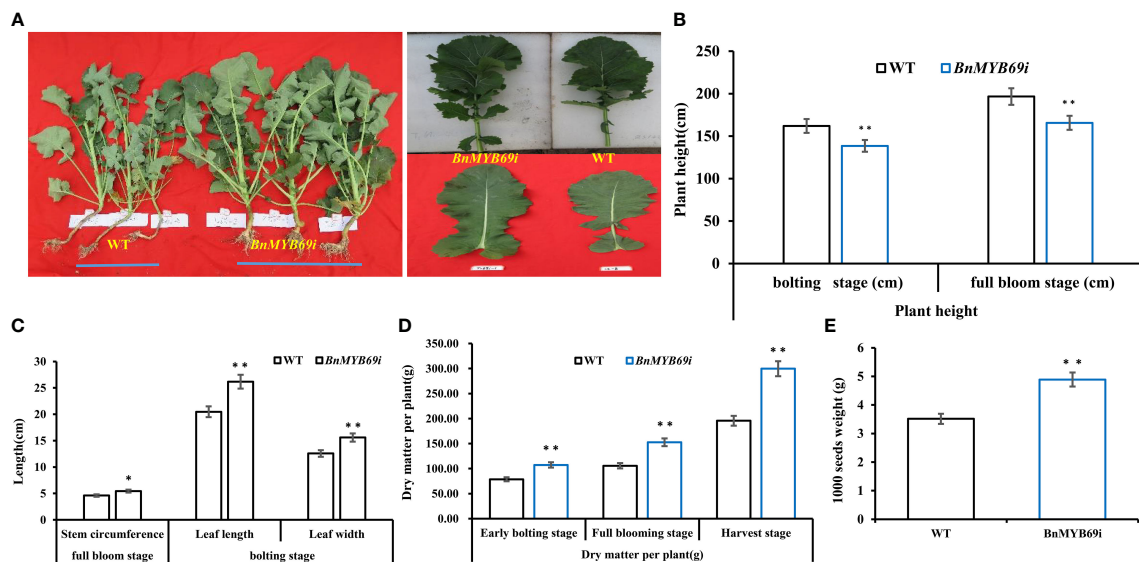 A
WT
BnMYB69i
BnMYB69i
WT
B
WT BnMYB69i
Plant height(cm)
250
200
150
100
50
0
**
**
bolting stage (cm)
full bloom stage (cm)
Plant height
C
WT BnMYB69i
Length(cm)
30
25
20
15
10
5
0
*
**
**
Stem circumference
Leaf length
Leaf width
full bloom stage
bolting stage
D
WT BnMYB69i
Dry matter per plant(g)
350.00
300.00
250.00
200.00
150.00
100.00
50.00
0.00
**
**
**
Early bolting stage
Full blooming stage
Harvest stage
Dry matter per plant(g)
E
1000 seeds weight (g)
6
5
4
3
2
1
0
**
WT
BnMYB69i